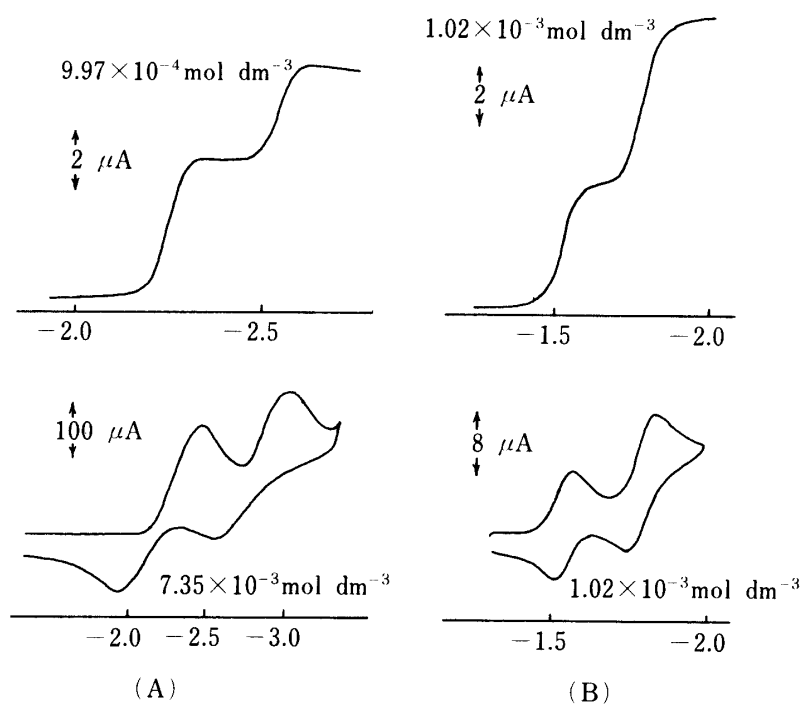 9.97×10⁻⁴mol dm⁻³
2 μA
−2.0 −2.5
1.02×10⁻³mol dm⁻³
2 μA
−1.5 −2.0
100 μA
7.35×10⁻³mol dm⁻³
−2.0 −2.5 −3.0
(A)
8 μA
1.02×10⁻³mol dm⁻³
−1.5 −2.0
(B)